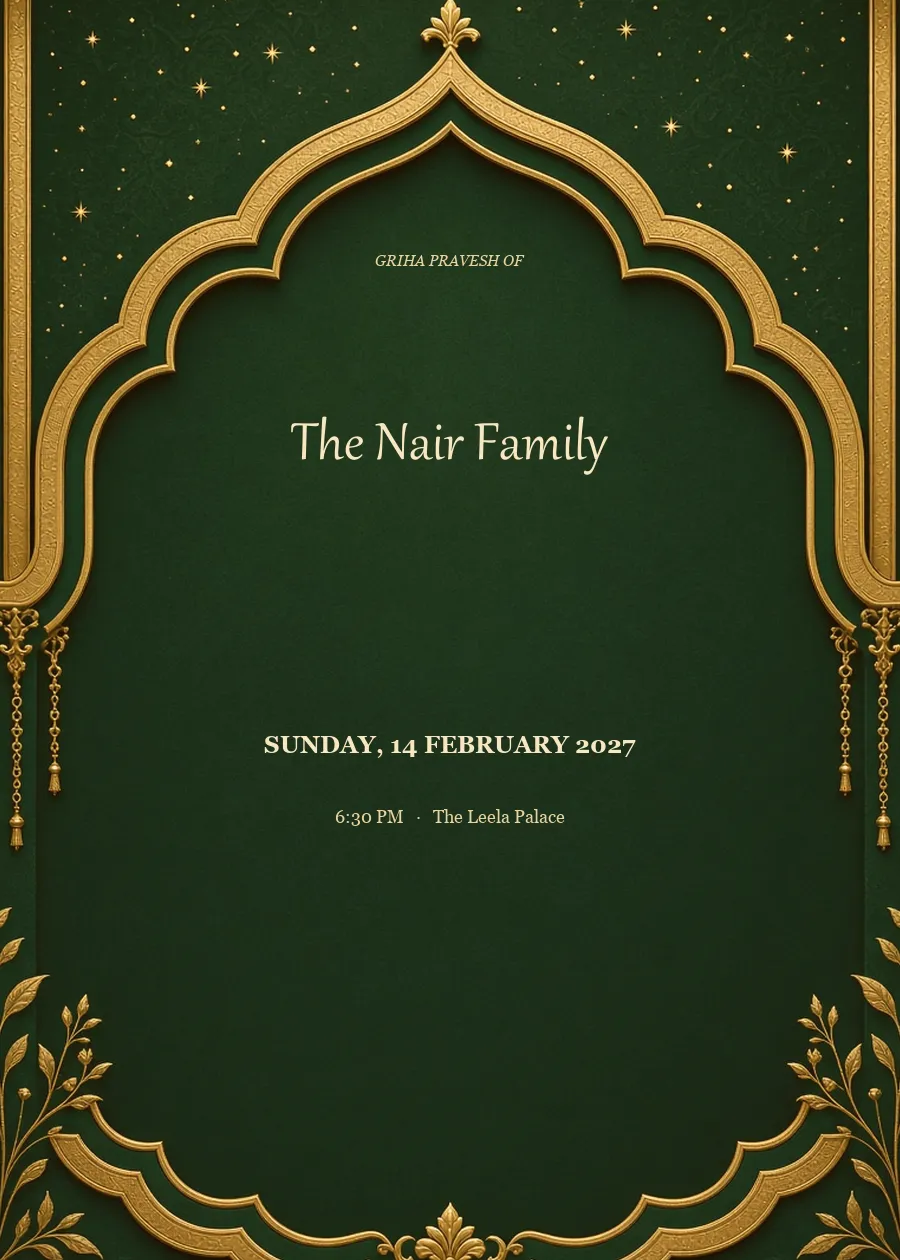 GRIHA PRAVESH OF
The Nair Family
SUNDAY, 14 FEBRUARY 2027
6:30 PM · The Leela Palace